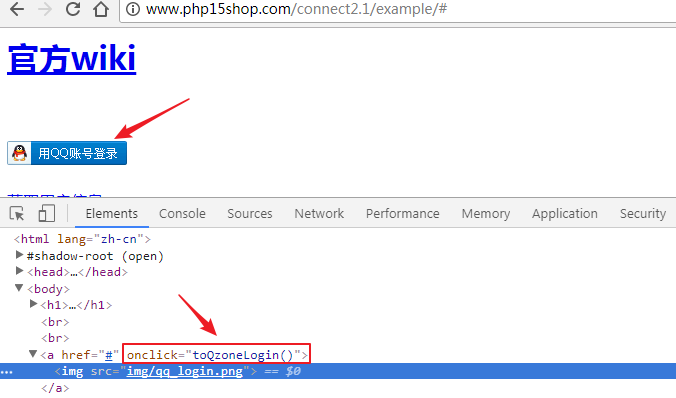 www.php15shop.com/connect2.1/example/#
官方wiki
用QQ账号登录
Elements Console Sources Network Performance Memory Application Security
<html lang="zh-cn">
▶#shadow-root (open)
▶<head>…</head>
▼<body>
▶<h1>…</h1>
<br>
<br>
▼<a href="#" onclick="toQzoneLogin()">
…	<img src="img/qq_login.png"> == $0
</a>